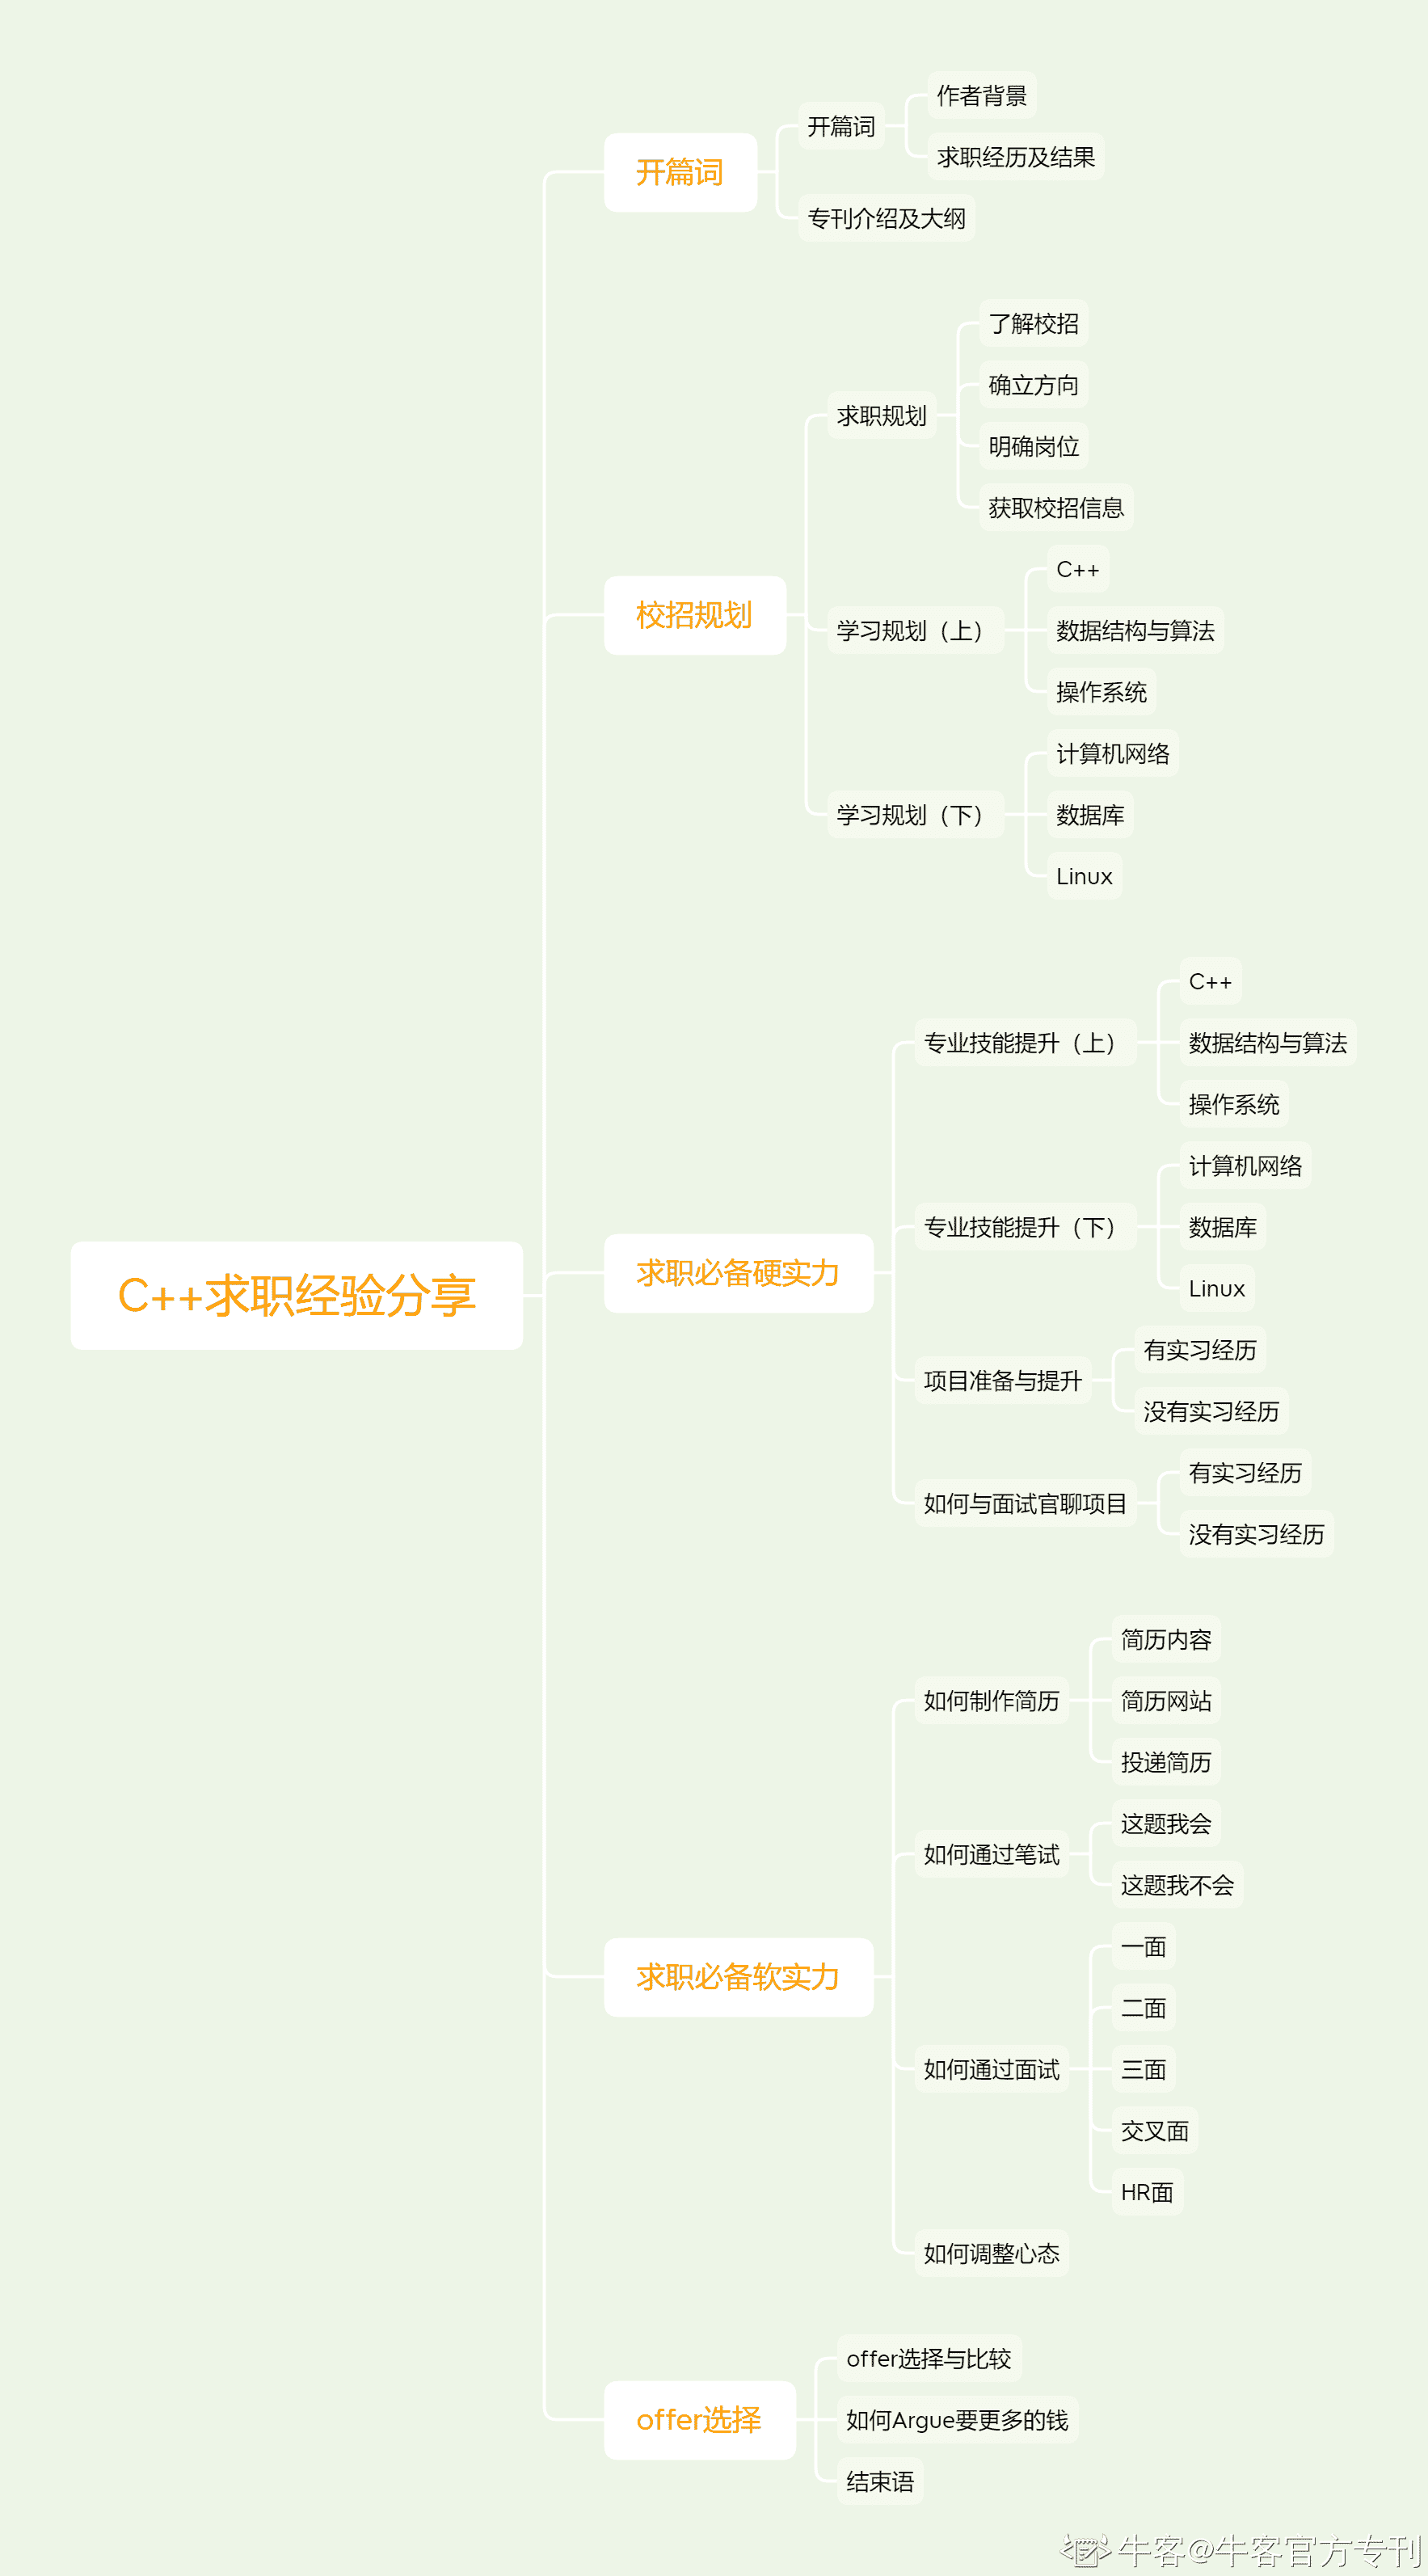 C++求职经验分享
开篇词
开篇词
作者背景
求职经历及结果
专刊介绍及大纲
校招规划
求职规划
了解校招
确立方向
明确岗位
获取校招信息
学习规划（上）
C++
数据结构与算法
操作系统
学习规划（下）
计算机网络
数据库
Linux
求职必备硬实力
专业技能提升（上）
C++
数据结构与算法
操作系统
专业技能提升（下）
计算机网络
数据库
Linux
项目准备与提升
有实习经历
没有实习经历
如何与面试官聊项目
有实习经历
没有实习经历
求职必备软实力
如何制作简历
简历内容
简历网站
投递简历
如何通过笔试
这题我会
这题我不会
如何通过面试
一面
二面
三面
交叉面
HR面
如何调整心态
offer选择
offer选择与比较
如何Argue要更多的钱
结束语
牛客@牛客官方专刊